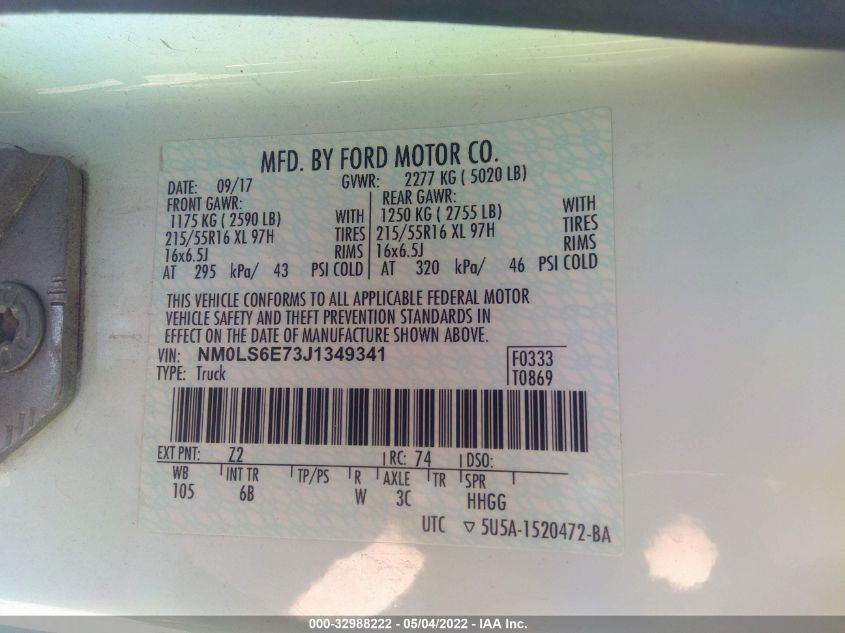 MFD. BY FORD MOTOR CO.
DATE: 09/17 GVWR: 2277 KG ( 5020 LB)
FRONT GAWR: REAR GAWR:
1175 KG ( 2590 LB) WITH 1250 KG ( 2755 LB) WITH
215/55R16 XL 97H TIRES 215/55R16 XL 97H TIRES
16x6.5J RIMS 16x6.5J RIMS
AT 295 kPa/ 43 PSI COLD AT 320 kPa/ 46 PSI COLD
THIS VEHICLE CONFORMS TO ALL APPLICABLE FEDERAL MOTOR
VEHICLE SAFETY AND THEFT PREVENTION STANDARDS IN
EFFECT ON THE DATE OF MANUFACTURE SHOWN ABOVE.
VIN: NM0LS6E73J1349341 F0333
TYPE: Truck T0869
EXT PNT: Z2 RC: 74 DSO:
WB INT TR TP/PS R AXLE TR SPR
105 6B W 3C HHGG
UTC ▽ 5U5A-1520472-BA
000-32988222 - 05/04/2022 - IAA Inc.